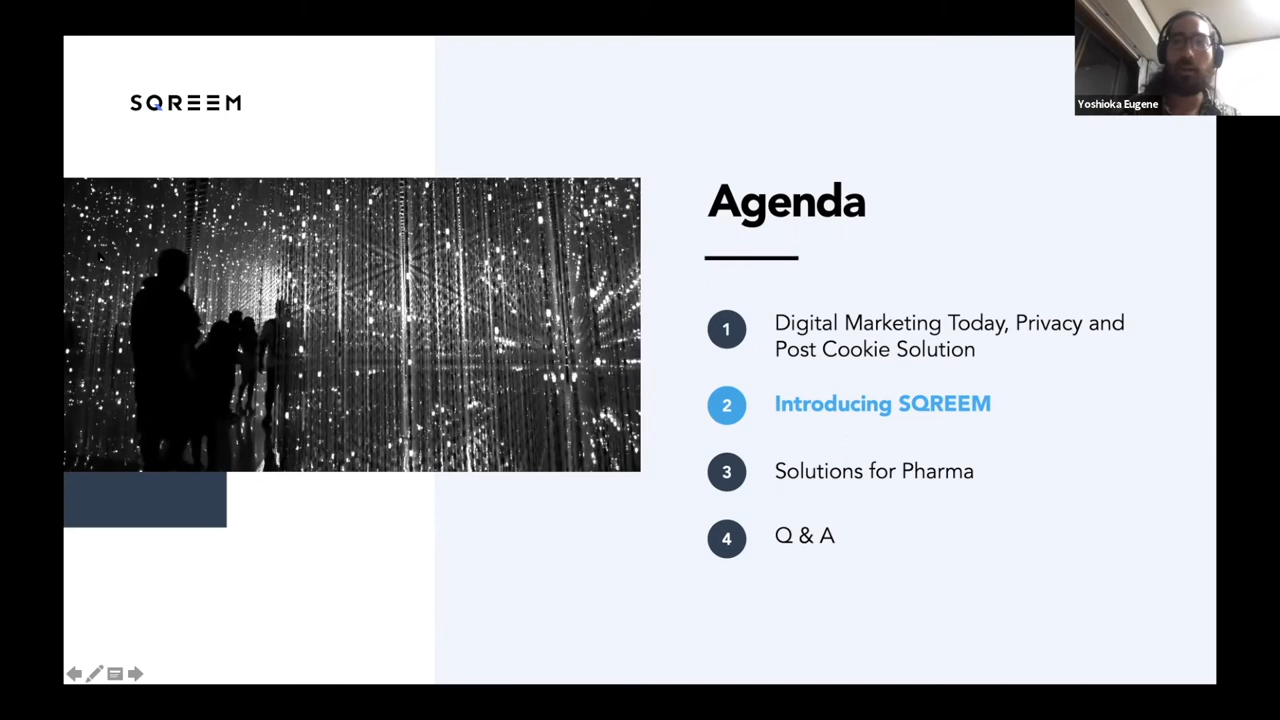 SQREEM
Yoshioka Eugene
Agenda
1
Digital Marketing Today, Privacy and
Post Cookie Solution
2
Introducing SQREEM
3
Solutions for Pharma
4
Q & A